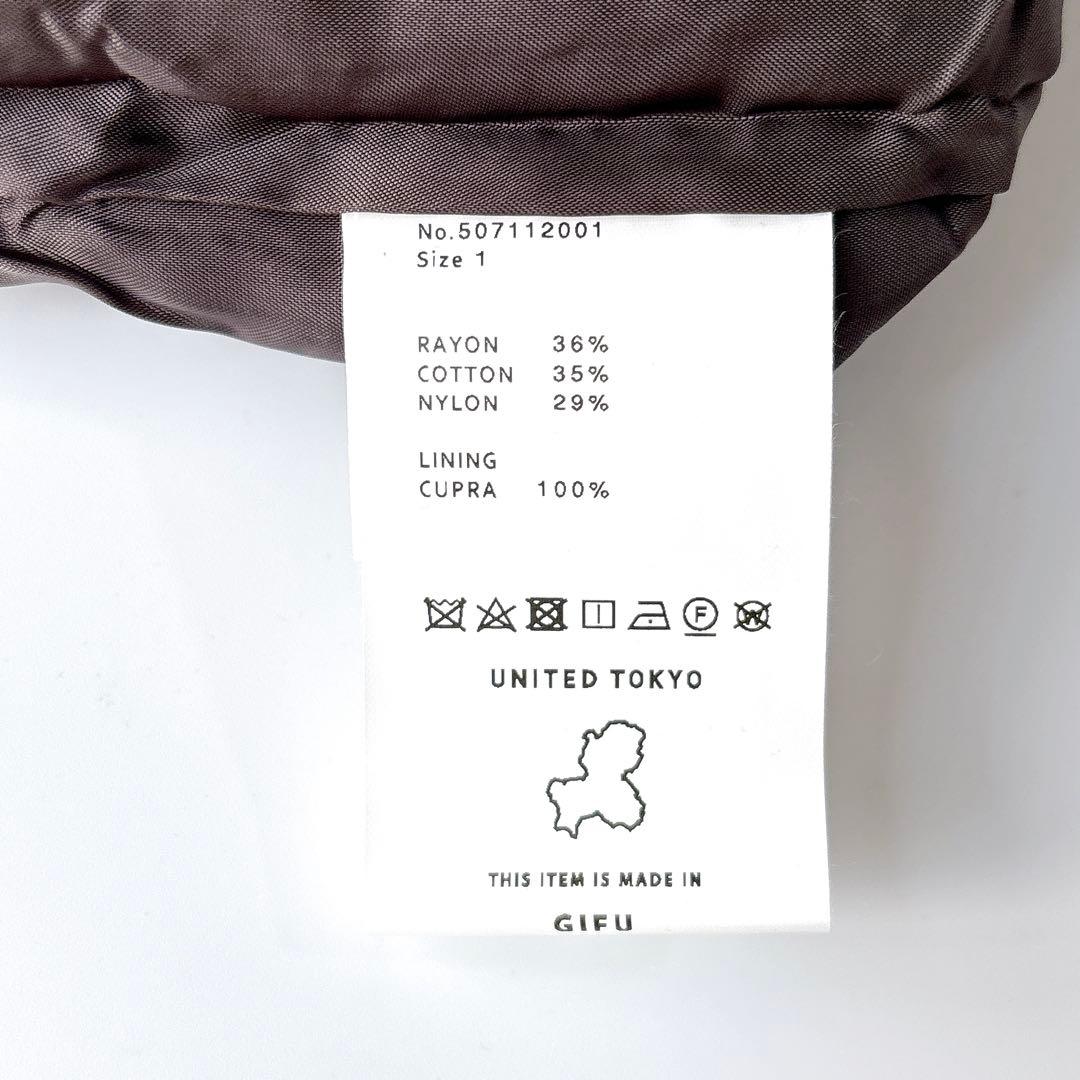 No.507112001
Size 1
RAYON 36%
COTTON 35%
NYLON 29%
LINING
CUPRA 100%
F
W
UNITED TOKYO
THIS ITEM IS MADE IN
GIFU